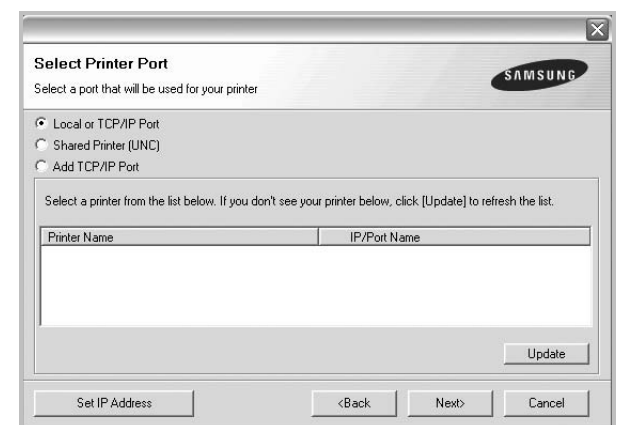 Select Printer Port
Select a port that will be used for your printer
SAMSUNG
Local or TCP/IP Port
Shared Printer (UNC)
Add TCP/IP Port
Select a printer from the list below. If you don't see your printer below, click [Update] to refresh the list.
Printer Name IP/Port Name
Update
Set IP Address <Back Next> Cancel